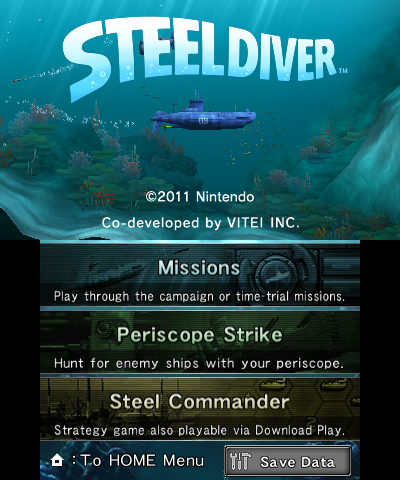 STEEL DIVER™
©2011 Nintendo
Co-developed by VITEI INC.
Missions
Play through the campaign or time-trial missions.
Periscope Strike
Hunt for enemy ships with your periscope.
Steel Commander
Strategy game also playable via Download Play.
: To HOME Menu
Save Data